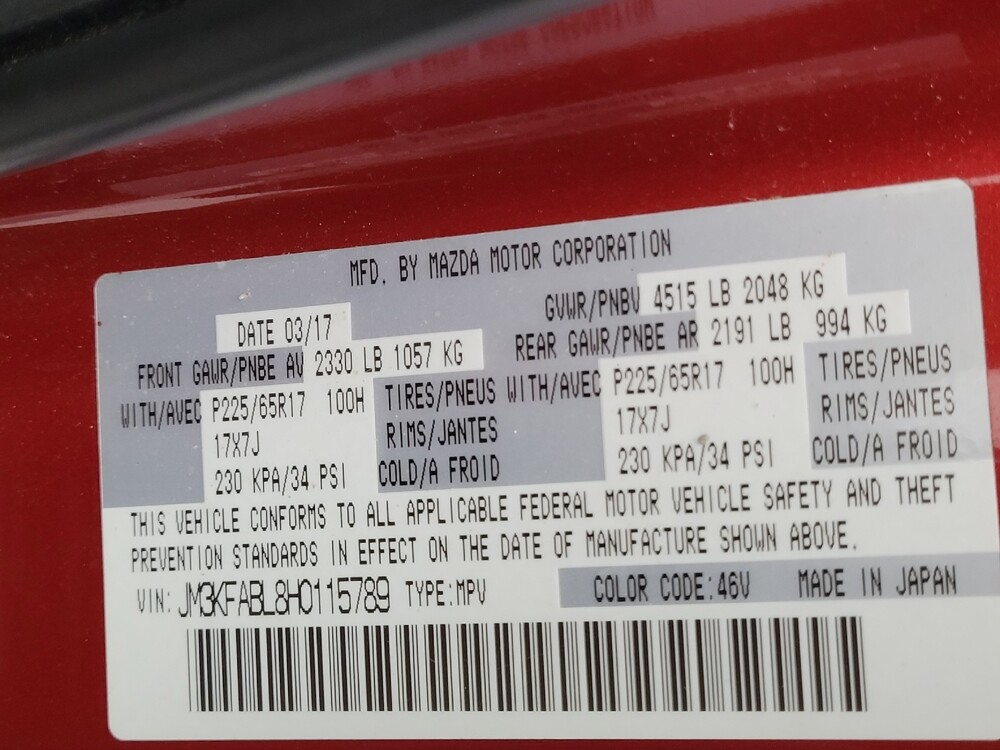 MFD. BY MAZDA MOTOR CORPORATION
DATE 03/17 GVWR/PNBV 4515 LB 2048 KG
FRONT GAWR/PNBE AV 2330 LB 1057 KG REAR GAWR/PNBE AR 2191 LB 994 KG
WITH/AVEC P225/65R17 100H TIRES/PNEUS WITH/AVEC P225/65R17 100H TIRES/PNEUS
17X7J RIMS/JANTES 17X7J RIMS/JANTES
230 KPA/34 PSI COLD/A FROID 230 KPA/34 PSI COLD/A FROID
THIS VEHICLE CONFORMS TO ALL APPLICABLE FEDERAL MOTOR VEHICLE SAFETY AND THEFT
PREVENTION STANDARDS IN EFFECT ON THE DATE OF MANUFACTURE SHOWN ABOVE.
VIN: JM3KFABL8H0115789 TYPE:MPV COLOR CODE:46V MADE IN JAPAN